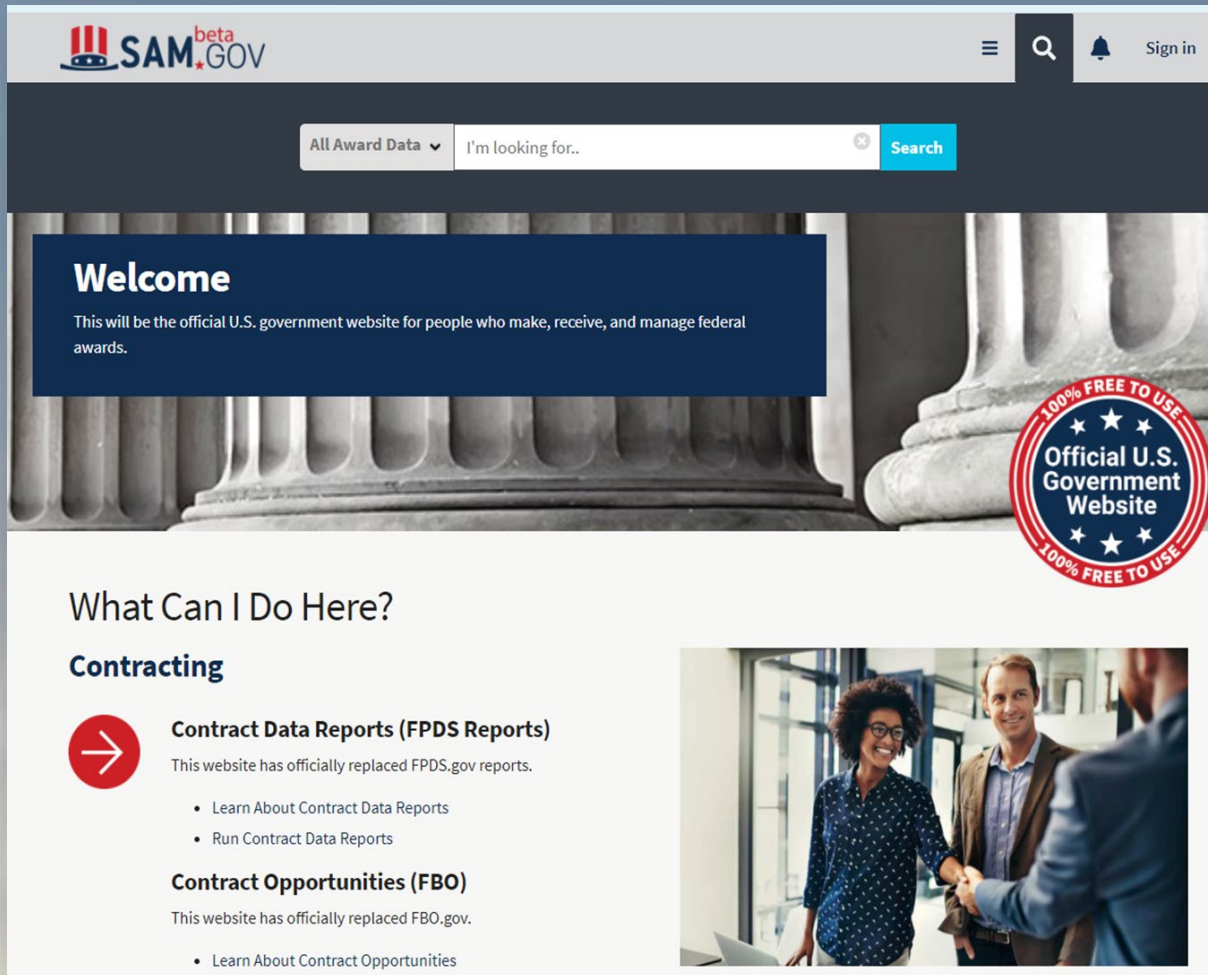 SAM.GOV beta
Sign in
All Award Data
I'm looking for..
Search
Welcome
This will be the official U.S. government website for people who make, receive, and manage federal
awards.
100% FREE TO USE
Official U.S.
Government
Website
100% FREE TO USE
What Can I Do Here?
Contracting
Contract Data Reports (FPDS Reports)
This website has officially replaced FPDS.gov reports.
• Learn About Contract Data Reports
• Run Contract Data Reports
Contract Opportunities (FBO)
This website has officially replaced FBO.gov.
• Learn About Contract Opportunities